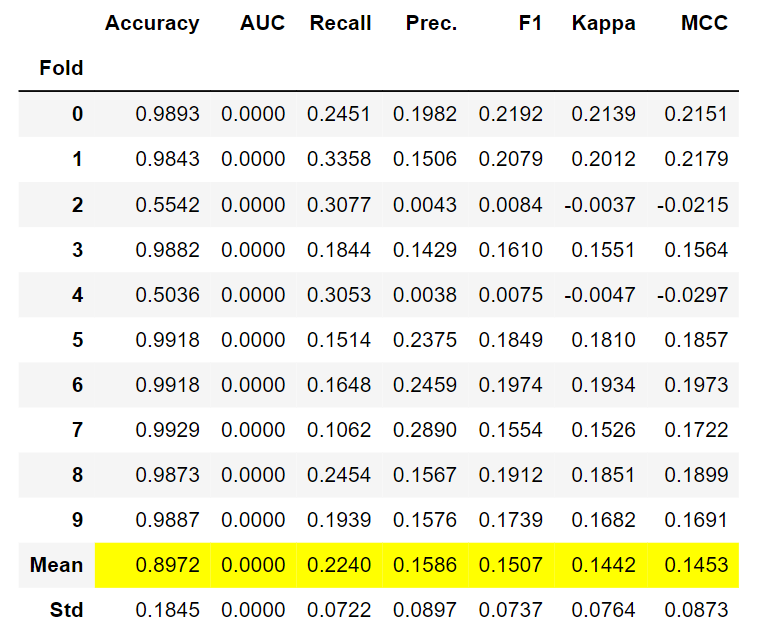 Accuracy AUC Recall Prec. F1 Kappa MCC
Fold
0 0.9893 0.0000 0.2451 0.1982 0.2192 0.2139 0.2151
1 0.9843 0.0000 0.3358 0.1506 0.2079 0.2012 0.2179
2 0.5542 0.0000 0.3077 0.0043 0.0084 -0.0037 -0.0215
3 0.9882 0.0000 0.1844 0.1429 0.1610 0.1551 0.1564
4 0.5036 0.0000 0.3053 0.0038 0.0075 -0.0047 -0.0297
5 0.9918 0.0000 0.1514 0.2375 0.1849 0.1810 0.1857
6 0.9918 0.0000 0.1648 0.2459 0.1974 0.1934 0.1973
7 0.9929 0.0000 0.1062 0.2890 0.1554 0.1526 0.1722
8 0.9873 0.0000 0.2454 0.1567 0.1912 0.1851 0.1899
9 0.9887 0.0000 0.1939 0.1576 0.1739 0.1682 0.1691
Mean 0.8972 0.0000 0.2240 0.1586 0.1507 0.1442 0.1453
Std 0.1845 0.0000 0.0722 0.0897 0.0737 0.0764 0.0873